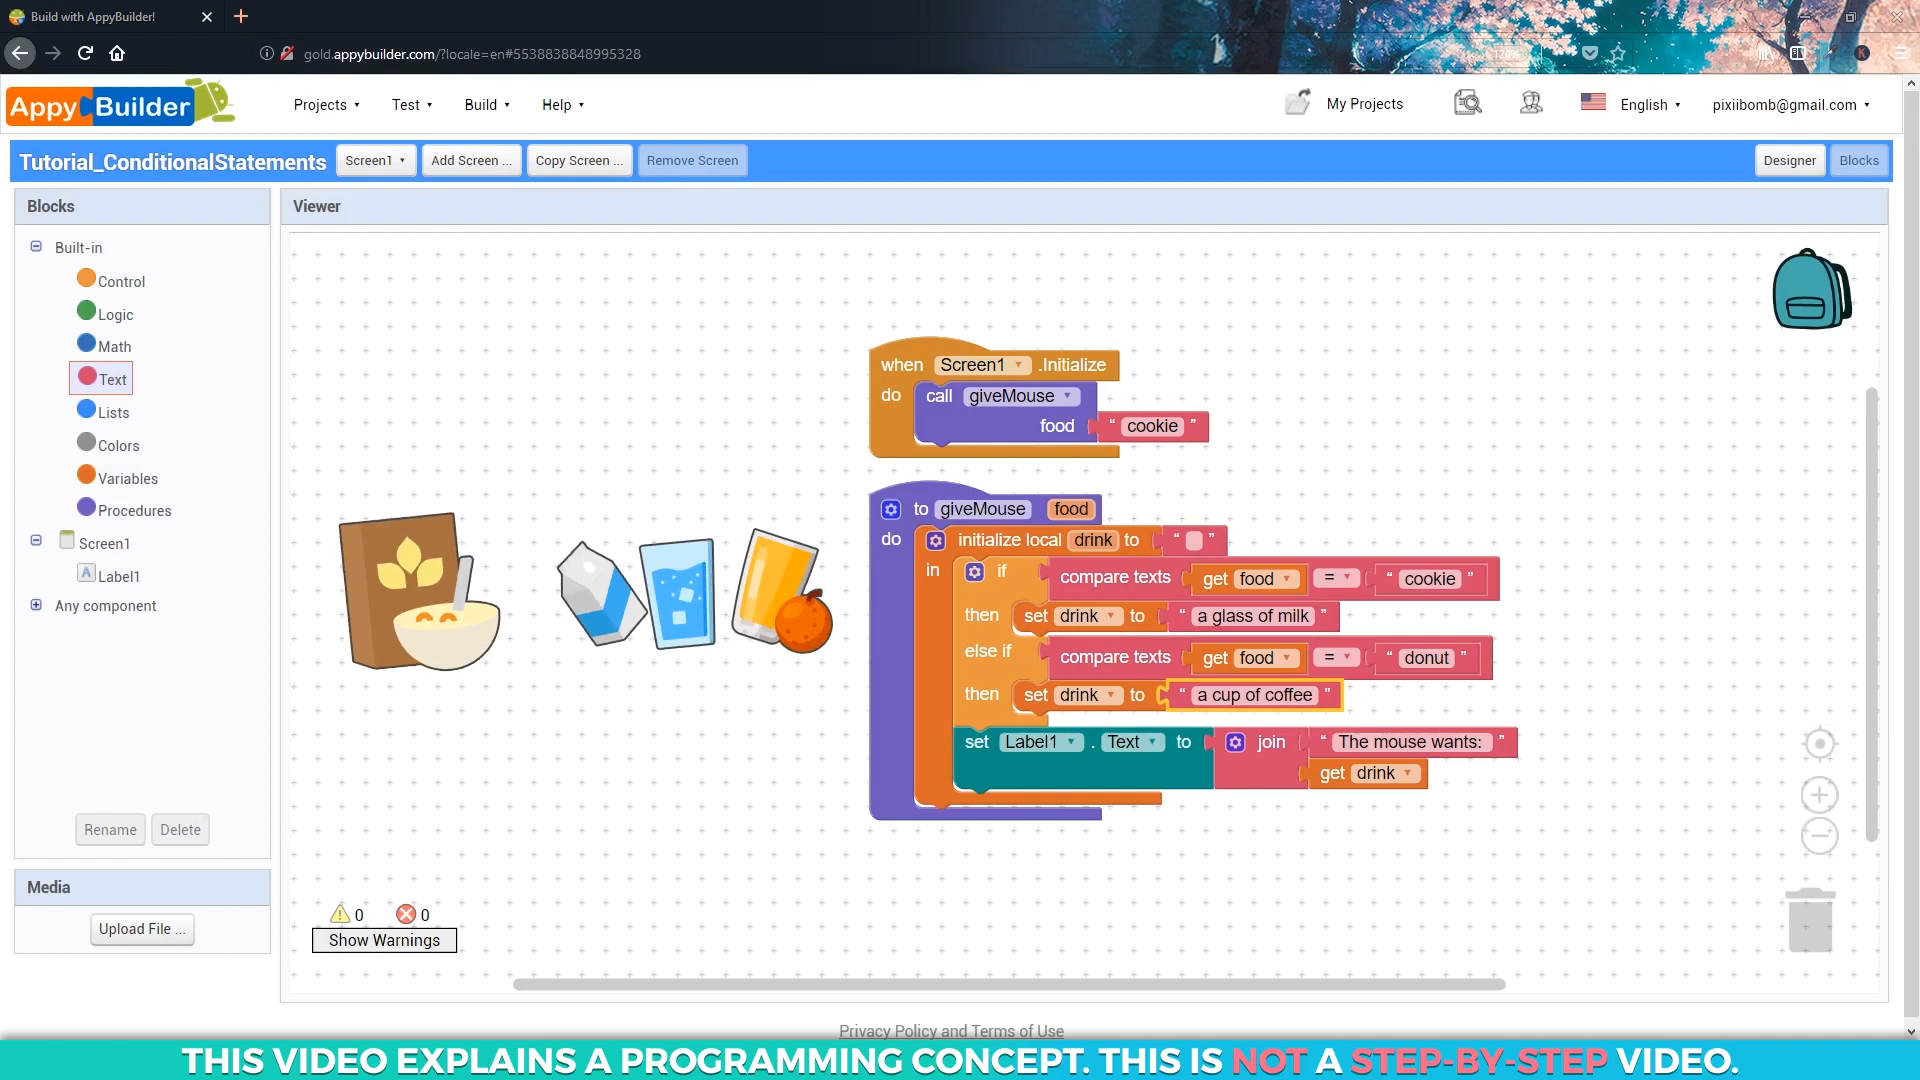 Build with AppyBuilder!
gold.appybuilder.com/?locale=en#5538838848995328
120%
K
Appy Builder
Projects
Test
Build
Help
My Projects
English
pixiibomb@gmail.com
Tutorial_ConditionalStatements
Screen1
Add Screen ...
Copy Screen ...
Remove Screen
Designer
Blocks
Blocks
Viewer
Built-in
Control
Logic
Math
Text
Lists
Colors
Variables
Procedures
Screen1
A Label1
Any component
Rename
Delete
Media
Upload File ...
when Screen1 .Initialize
do call giveMouse
food “ cookie ”
to giveMouse food
do initialize local drink to “ ”
in if compare texts get food = “ cookie ”
then set drink to “ a glass of milk ”
else if compare texts get food = “ donut ”
then set drink to “ a cup of coffee ”
set Label1 . Text to join “ The mouse wants: ”
get drink
0 0
Show Warnings
Privacy Policy and Terms of Use
THIS VIDEO EXPLAINS A PROGRAMMING CONCEPT. THIS IS NOT A STEP-BY-STEP VIDEO.